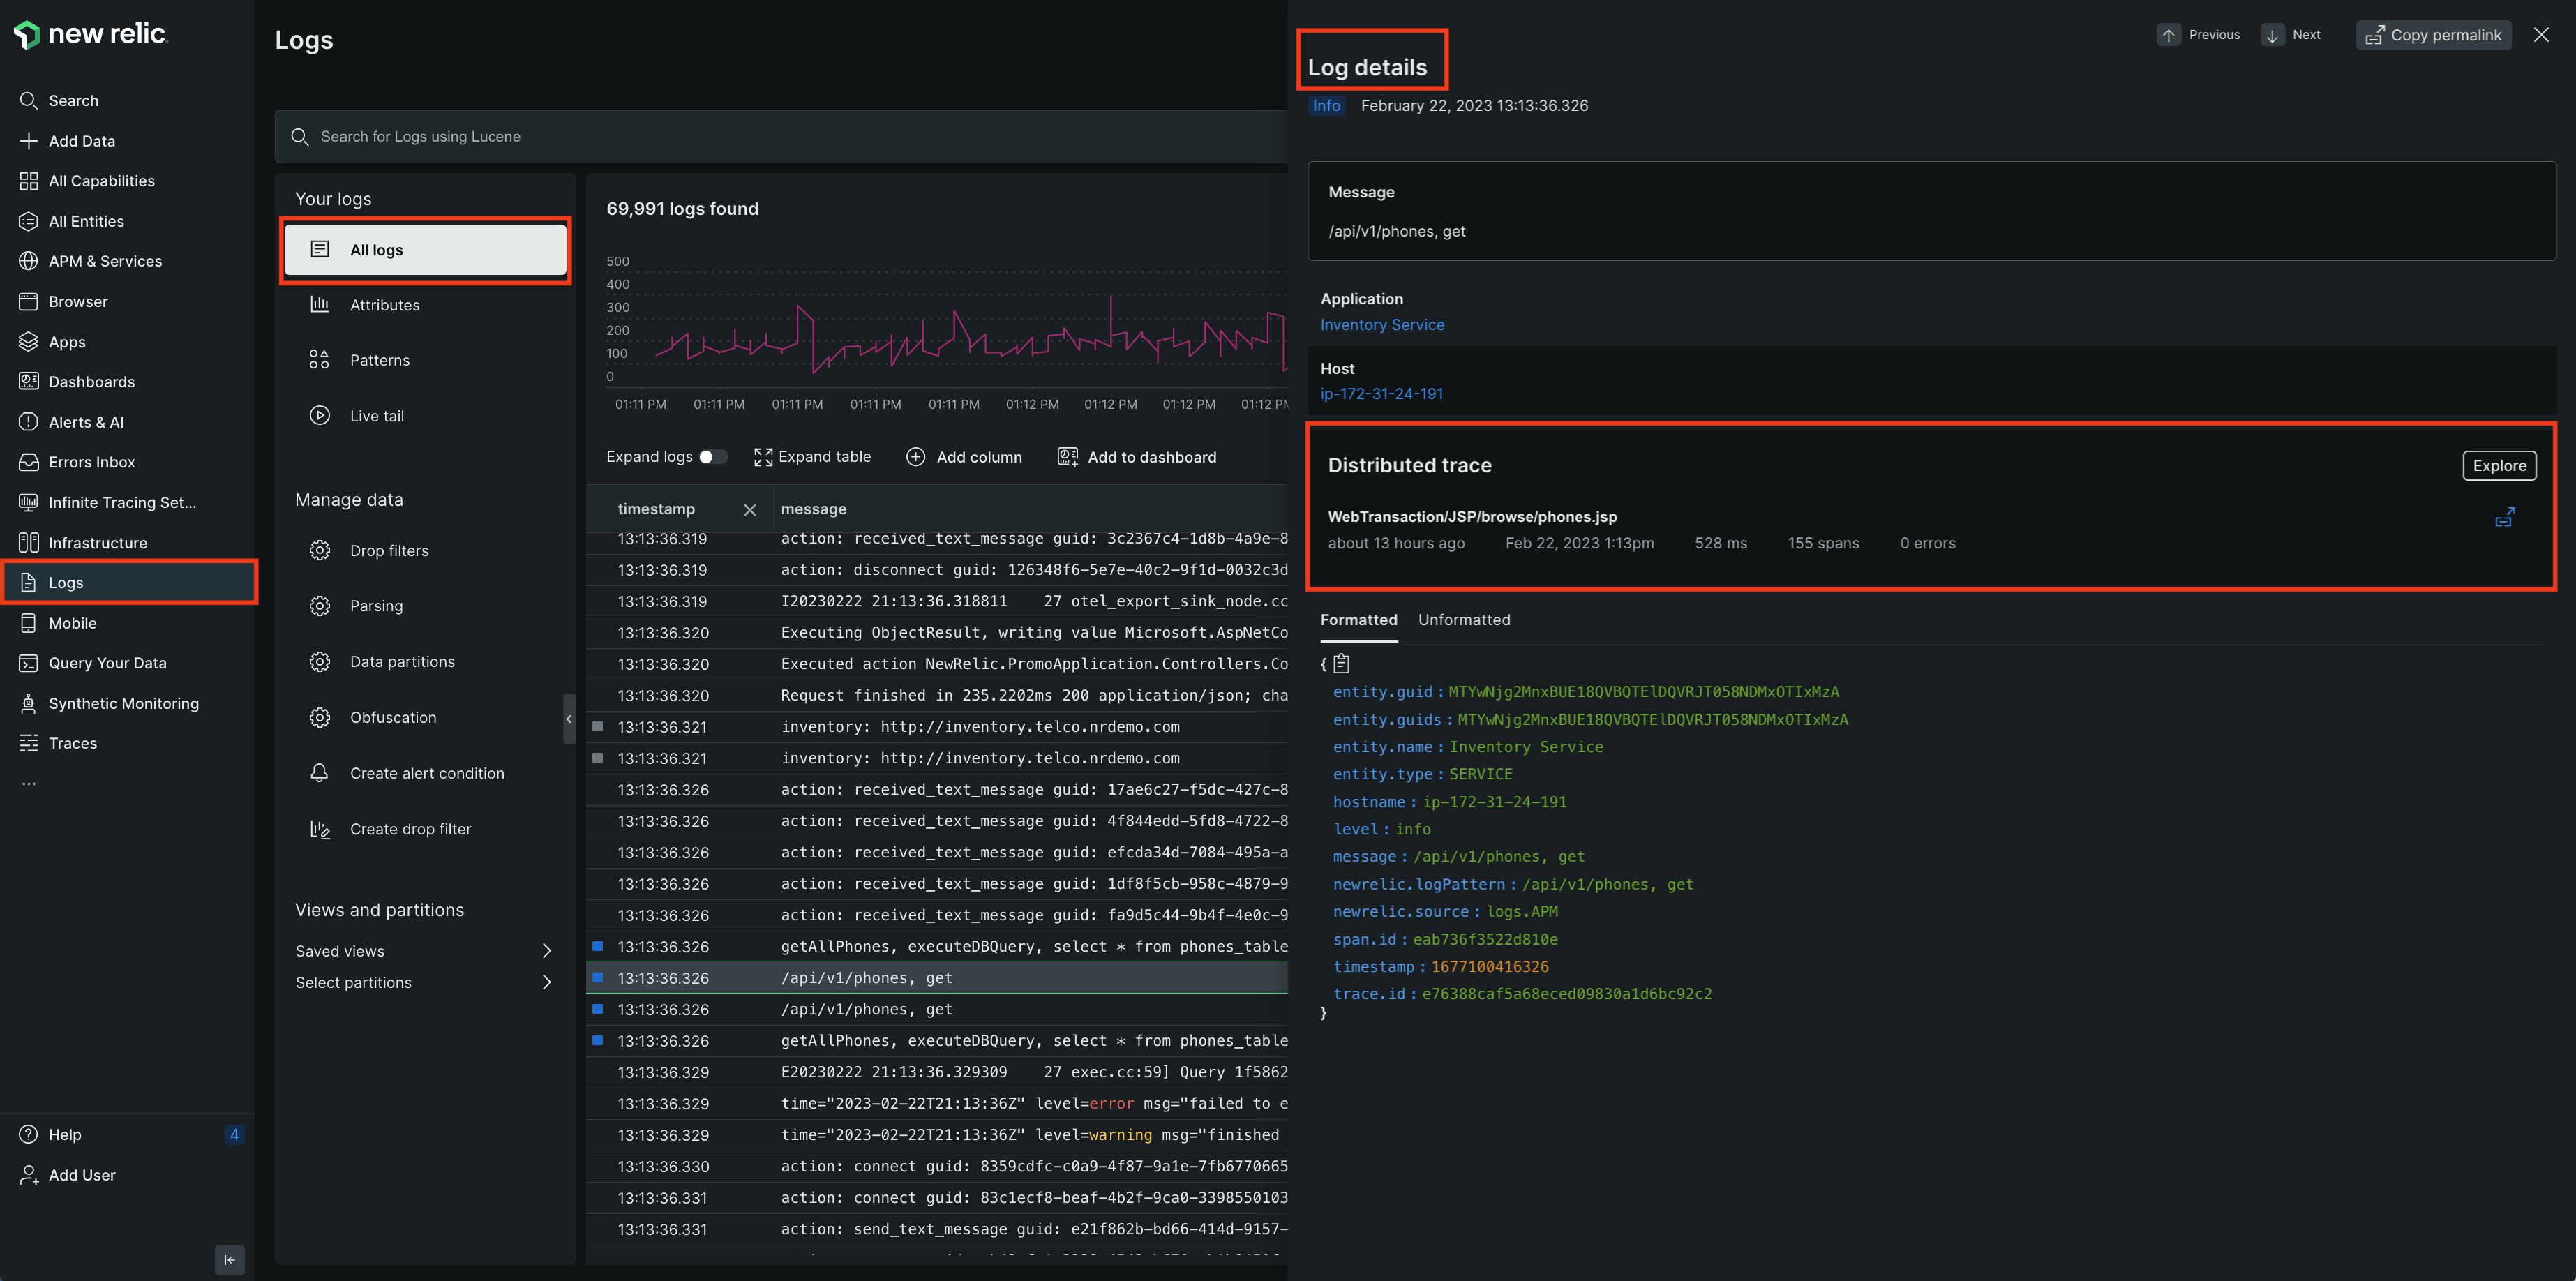 new relic
Search
Add Data
All Capabilities
All Entities
APM & Services
Browser
Apps
Dashboards
Alerts & AI
Errors Inbox
Infinite Tracing Set...
Infrastructure
Logs
Mobile
Query Your Data
Synthetic Monitoring
Traces
...
Help 4
Add User
Logs
Search for Logs using Lucene
Your logs
All logs
Attributes
Patterns
Live tail
Manage data
Drop filters
Parsing
Data partitions
Obfuscation
Create alert condition
Create drop filter
Views and partitions
Saved views
Select partitions
69,991 logs found
500
400
300
200
100
0
01:11 PM 01:11 PM 01:11 PM 01:11 PM 01:11 PM 01:12 PM 01:12 PM 01:12 PM 01:12 PM
Expand logs Expand table Add column Add to dashboard
timestamp message
13:13:36.319 action: received_text_message guid: 3c2367c4-1d8b-4a9e-8
13:13:36.319 action: disconnect guid: 126348f6-5e7e-40c2-9f1d-0032c3d
13:13:36.319 I20230222 21:13:36.318811 27 otel_export_sink_node.cc
13:13:36.320 Executing ObjectResult, writing value Microsoft.AspNetCo
13:13:36.320 Executed action NewRelic.PromoApplication.Controllers.Co
13:13:36.320 Request finished in 235.2202ms 200 application/json; cha
13:13:36.321 inventory: http://inventory.telco.nrdemo.com
13:13:36.321 inventory: http://inventory.telco.nrdemo.com
13:13:36.326 action: received_text_message guid: 17ae6c27-f5dc-427c-8
13:13:36.326 action: received_text_message guid: 4f844edd-5fd8-4722-8
13:13:36.326 action: received_text_message guid: efcda34d-7084-495a-a
13:13:36.326 action: received_text_message guid: 1df8f5cb-958c-4879-9
13:13:36.326 action: received_text_message guid: fa9d5c44-9b4f-4e0c-9
13:13:36.326 getAllPhones, executeDBQuery, select * from phones_table
13:13:36.326 /api/v1/phones, get
13:13:36.326 /api/v1/phones, get
13:13:36.326 getAllPhones, executeDBQuery, select * from phones_table
13:13:36.329 E20230222 21:13:36.329309 27 exec.cc:59] Query 1f5862
13:13:36.329 time="2023-02-22T21:13:36Z" level=error msg="failed to e
13:13:36.329 time="2023-02-22T21:13:36Z" level=warning msg="finished
13:13:36.330 action: connect guid: 8359cdfc-c0a9-4f87-9a1e-7fb6770665
13:13:36.331 action: connect guid: 83c1ecf8-beaf-4b2f-9ca0-3398550103
13:13:36.331 action: send_text_message guid: e21f862b-bd66-414d-9157-
Previous Next Copy permalink
Log details
Info February 22, 2023 13:13:36.326
Message
/api/v1/phones, get
Application
Inventory Service
Host
ip-172-31-24-191
Distributed trace Explore
WebTransaction/JSP/browse/phones.jsp
about 13 hours ago Feb 22, 2023 1:13pm 528 ms 155 spans 0 errors
Formatted Unformatted
{
entity.guid : MTYwNjg2MnxBUE18QVBQTElDQVRJT058NDMxOTIxMzA
entity.guids : MTYwNjg2MnxBUE18QVBQTElDQVRJT058NDMxOTIxMzA
entity.name : Inventory Service
entity.type : SERVICE
hostname : ip-172-31-24-191
level : info
message : /api/v1/phones, get
newrelic.logPattern : /api/v1/phones, get
newrelic.source : logs.APM
span.id : eab736f3522d810e
timestamp : 1677100416326
trace.id : e76388caf5a68eced09830a1d6bc92c2
}